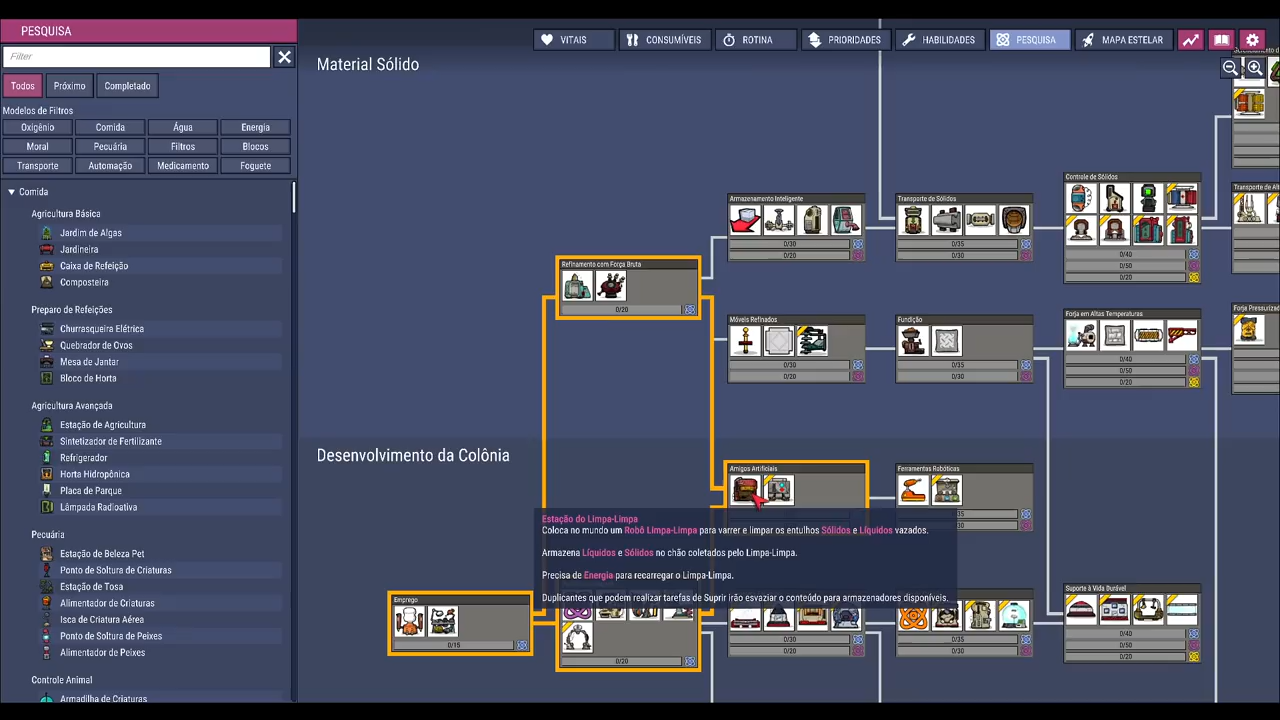 PESQUISA
Filter
Todos
Próximo
Completado
Modelos de Filtros
Oxigênio
Comida
Água
Energia
Moral
Pecuária
Filtros
Blocos
Transporte
Automação
Medicamento
Foguete
Comida
Agricultura Básica
Jardim de Algas
Jardineira
Caixa de Refeição
Composteira
Preparo de Refeições
Churrasqueira Elétrica
Quebrador de Ovos
Mesa de Jantar
Bloco de Horta
Agricultura Avançada
Estação de Agricultura
Sintetizador de Fertilizante
Refrigerador
Horta Hidropônica
Placa de Parque
Lâmpada Radioativa
Pecuária
Estação de Beleza Pet
Ponto de Soltura de Criaturas
Estação de Tosa
Alimentador de Criaturas
Isca de Criatura Aérea
Ponto de Soltura de Peixes
Alimentador de Peixes
Controle Animal
Armadilha de Criaturas
VITAIS
CONSUMÍVEIS
ROTINA
PRIORIDADES
HABILIDADES
PESQUISA
MAPA ESTELAR
Material Sólido
Refinamento com Força Bruta
0/20
Armazenamento Inteligente
0/30
0/20
Transporte de Sólidos
0/35
0/30
Controle de Sólidos
0/40
0/50
0/20
Transporte de Al
Móveis Refinados
0/30
0/20
Fundição
0/35
0/30
Forja em Altas Temperaturas
0/40
0/50
0/20
Forja Pressuriza
Desenvolvimento da Colônia
Amigos Artificiais
Ferramentas Robóticas
Estação do Limpa-Limpa
Coloca no mundo um Robô Limpa-Limpa para varrer e limpar os entulhos Sólidos e Líquidos vazados.
Armazena Líquidos e Sólidos no chão coletados pelo Limpa-Limpa.
Precisa de Energia para recarregar o Limpa-Limpa.
Duplicantes que podem realizar tarefas de Suprir irão esvaziar o conteúdo para armazenadores disponíveis.
Emprego
0/15
0/20
0/30
0/20
0/35
0/30
Suporte à Vida Durável
0/40
0/50
0/20